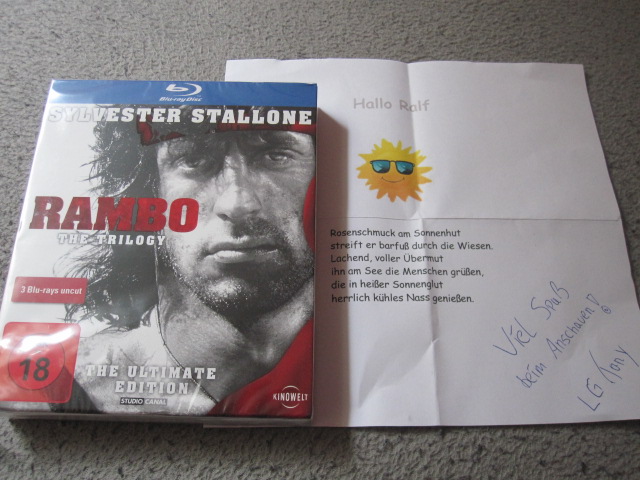 Blu-ray Disc
SYLVESTER STALLONE
RAMBO
THE TRILOGY
3 Blu-rays uncut
18
THE ULTIMATE
EDITION
STUDIO CANAL
KINOWELT
Hallo Ralf
Rosenschmuck am Sonnenhut
streift er barfuß durch die Wiesen.
Lachend, voller Übermut
ihn am See die Menschen grüßen,
die in heißer Sonnenglut
herrlich kühles Nass genießen.
Viel Spaß
beim Anschauen!
LG Tony